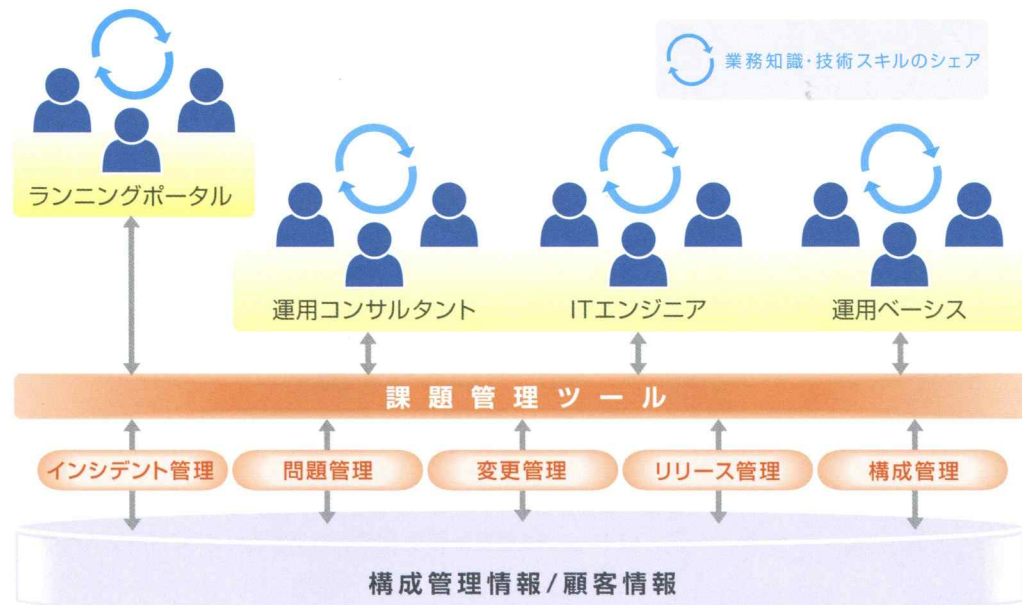 業務知識・技術スキルのシェア
ランニングポータル
運用コンサルタント
ITエンジニア
運用ベーシス
課題管理ツール
インシデント管理
問題管理
変更管理
リリース管理
構成管理
構成管理情報/顧客情報